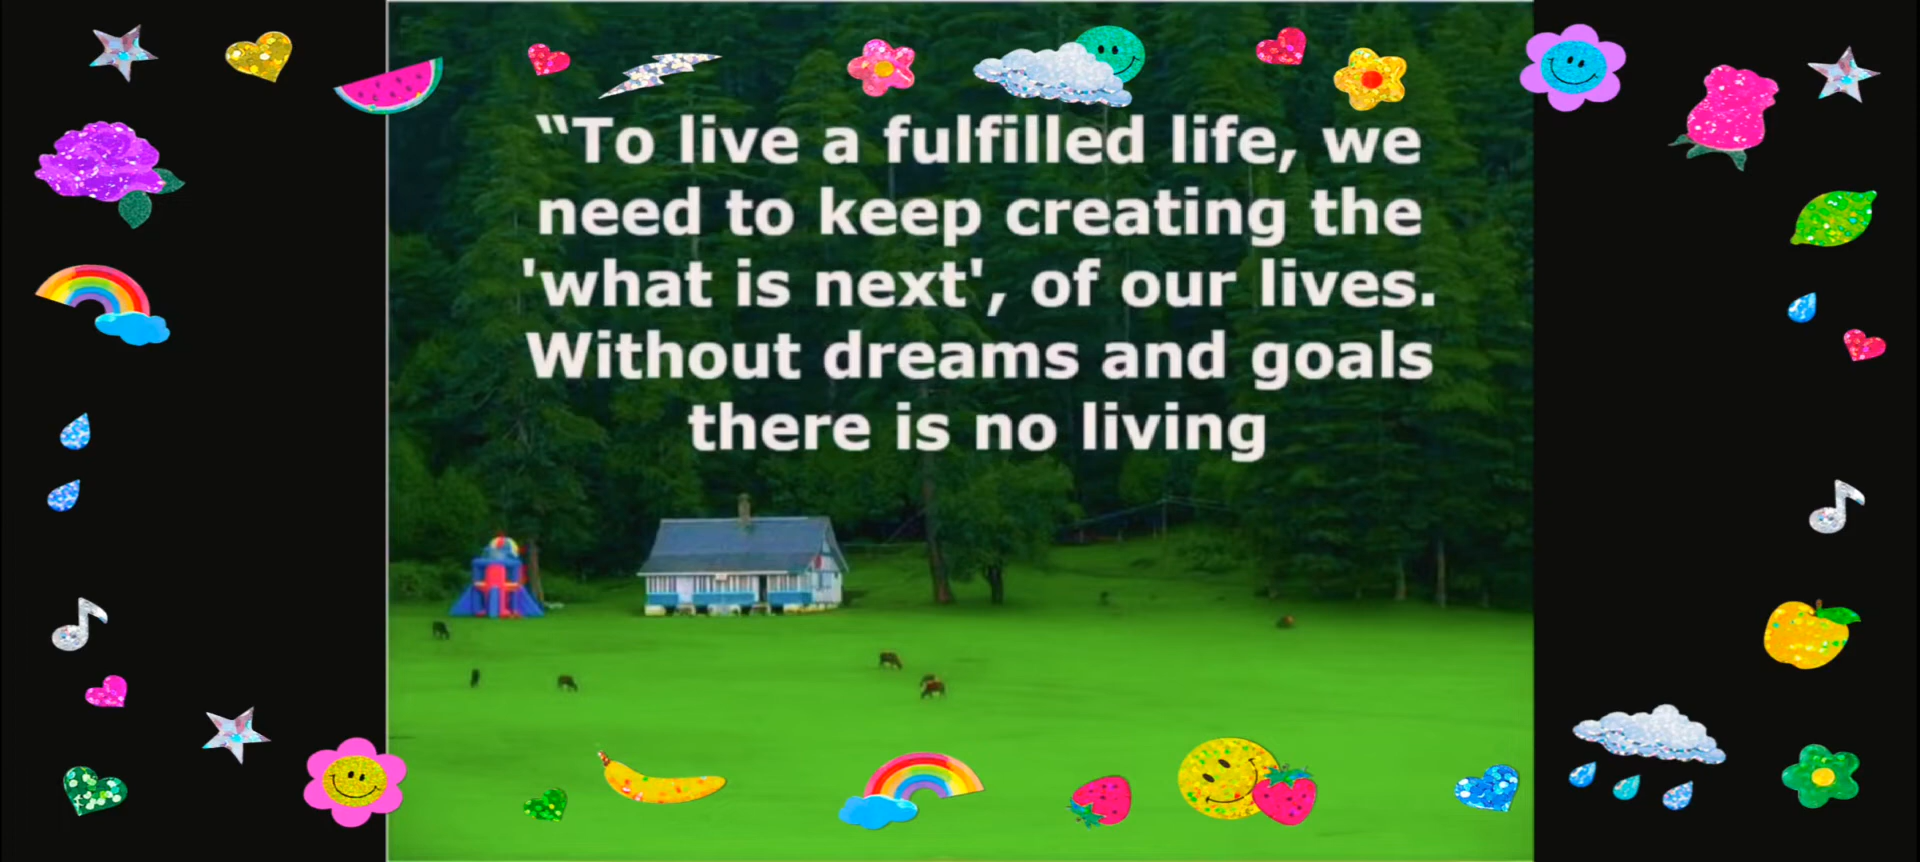 “To live a fulfilled life, we
need to keep creating the
'what is next', of our lives.
Without dreams and goals
there is no living